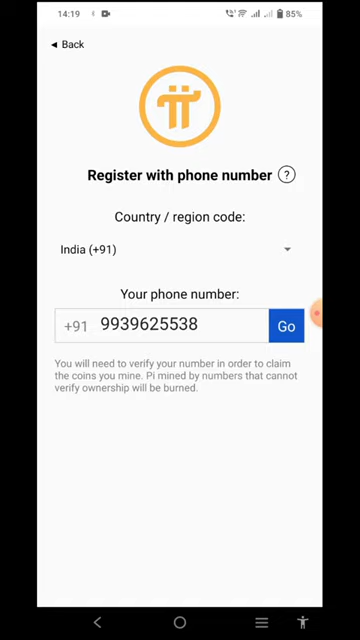 14:19
85%
◄ Back
Register with phone number ?
Country / region code:
India (+91)
Your phone number:
+91 9939625538 Go
You will need to verify your number in order to claim
the coins you mine. Pi mined by numbers that cannot
verify ownership will be burned.